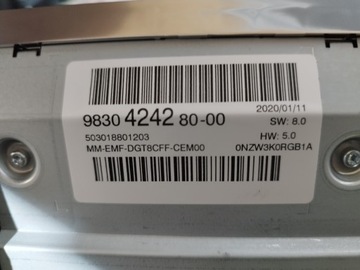 2020/01/11
9830 4242 80-00 SW: 8.0
503018801203 HW: 5.0
MM-EMF-DGT8CFF-CEM00 0NZW3K0RGB1A